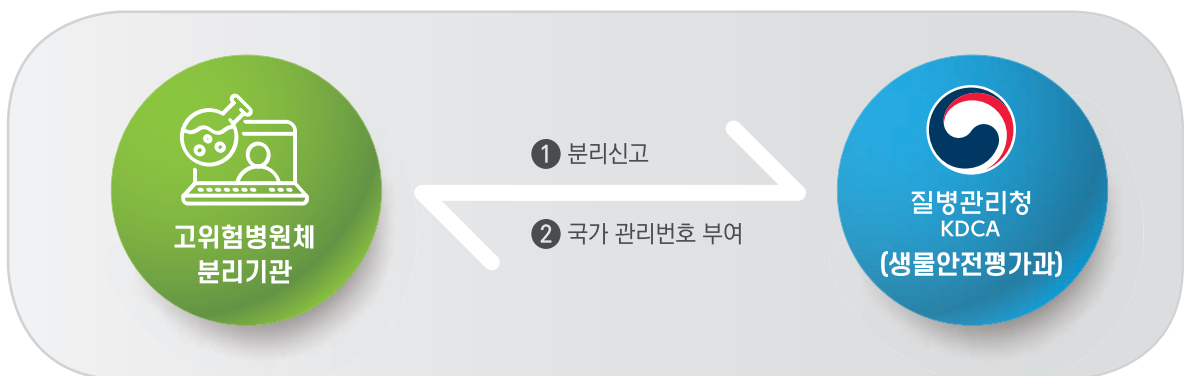 고위험병원체
분리기관
❶ 분리신고
❷ 국가 관리번호 부여
질병관리청
KDCA
(생물안전평가과)